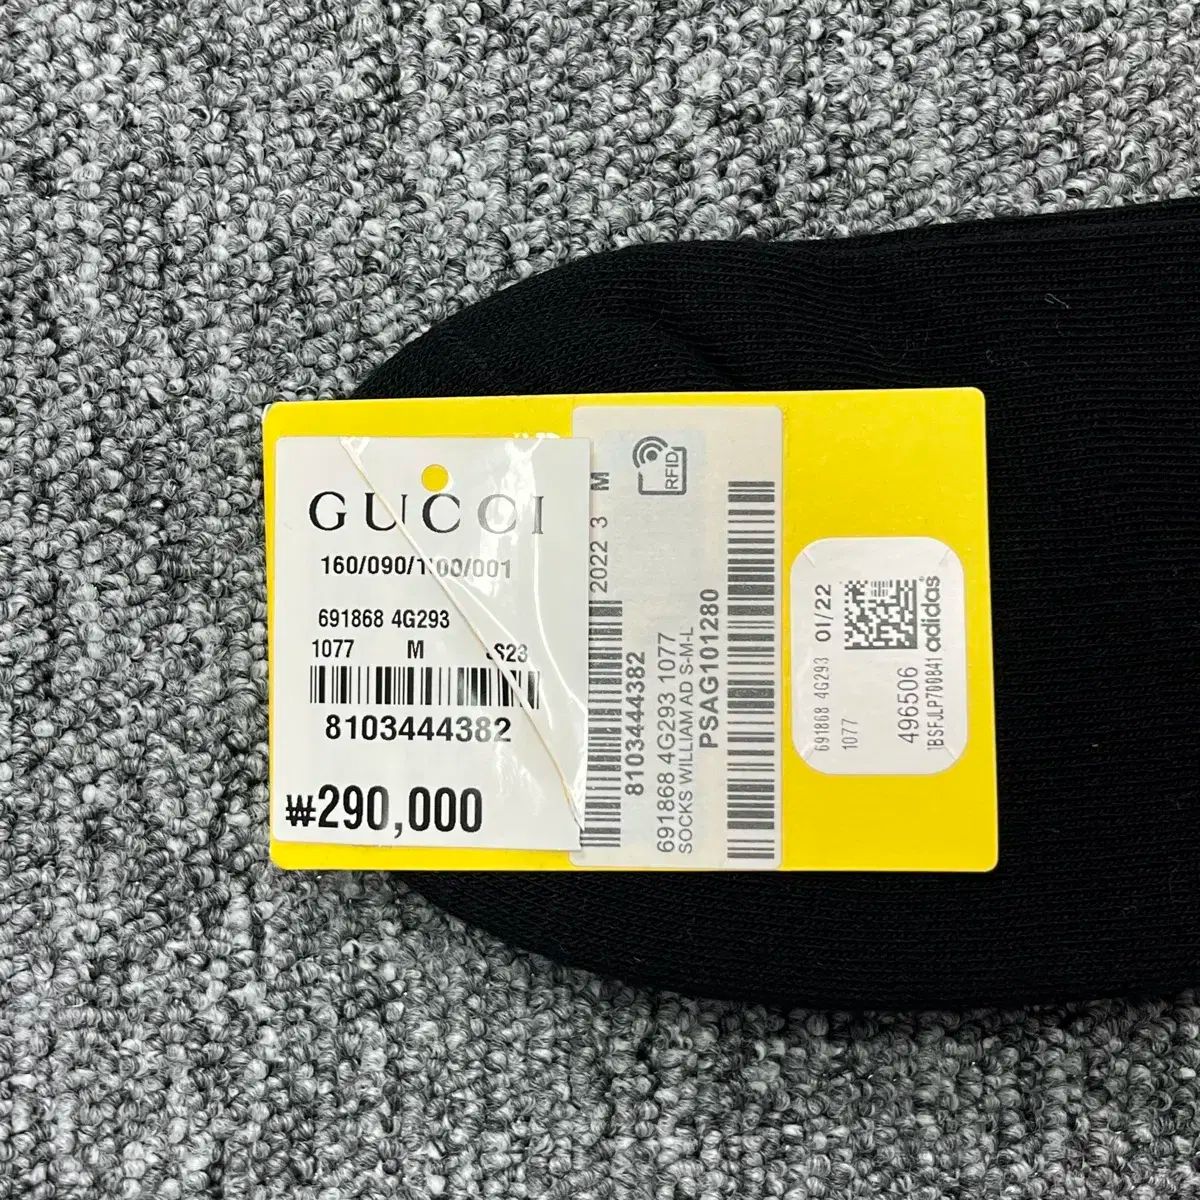 GUCCI
160/090/1100/001
691868 4G293
1077 M S23
8103444382
₩290,000
2022 3 M
8103444382
691868 4G293 1077
SOCKS WILLIAM AD S-M-L
PSAG101280
RFID
691868 4G293 01/22
1077
496506
1BSFJLP700841
adidas